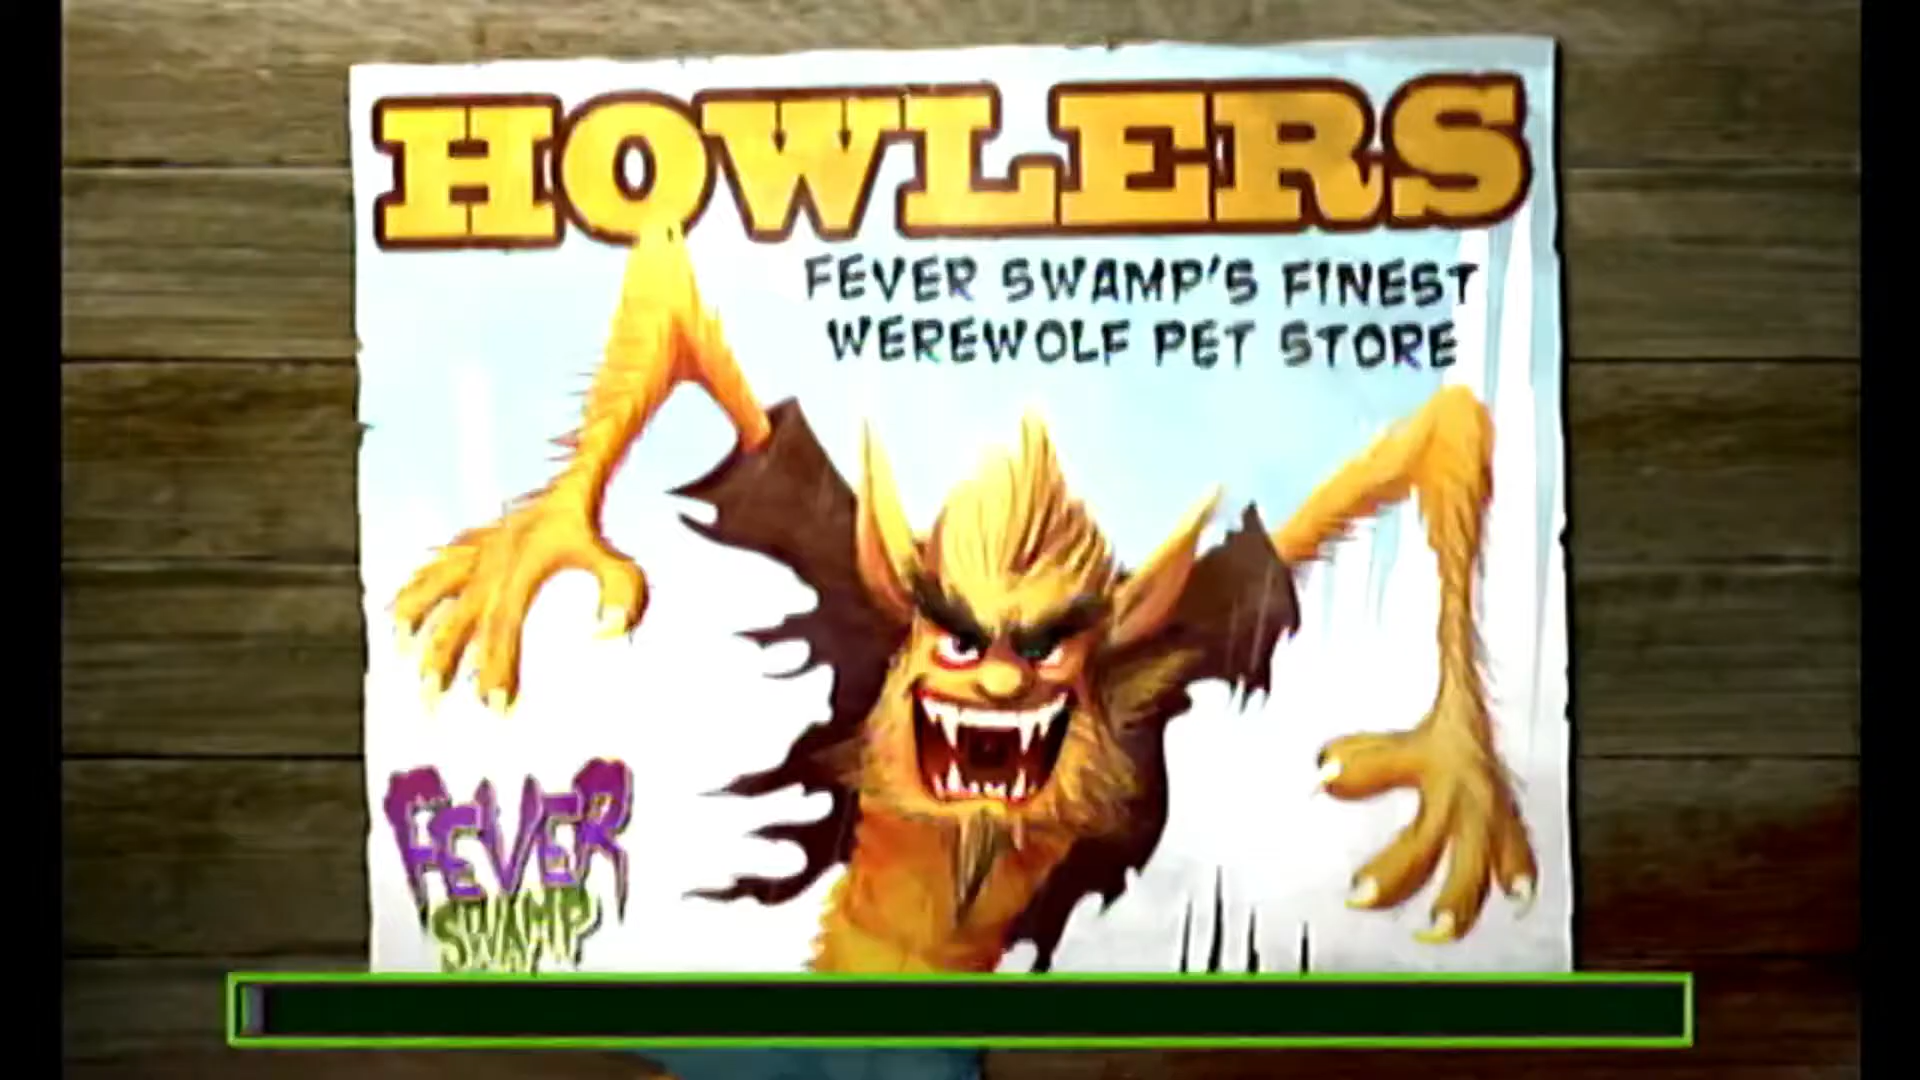 HOWLERS
FEVER SWAMP'S FINEST
WEREWOLF PET STORE
FEVER
SWAMP